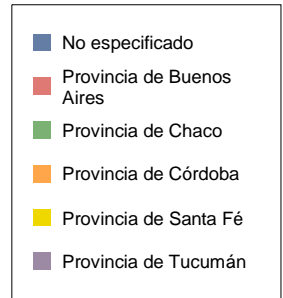 No especificado
Provincia de Buenos
Aires
Provincia de Chaco
Provincia de Córdoba
Provincia de Santa Fé
Provincia de Tucumán